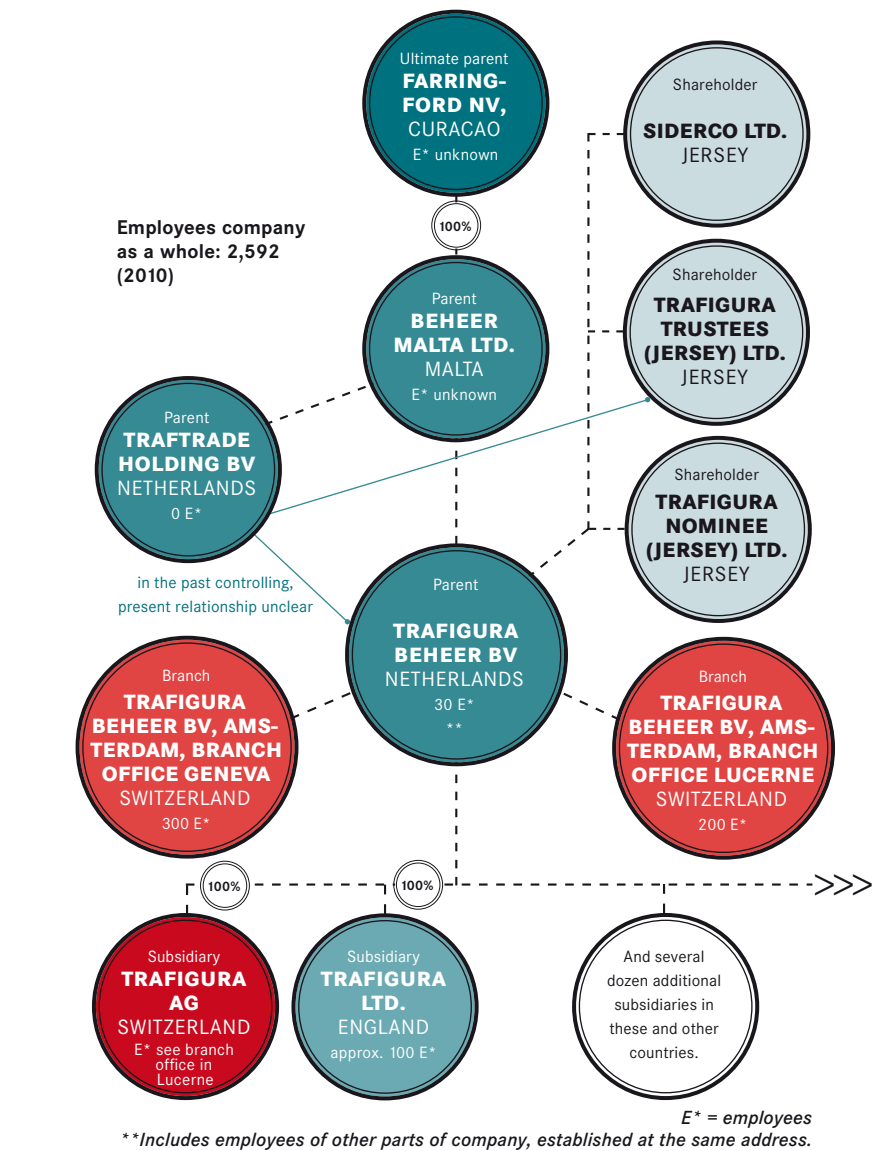 Ultimate parent
FARRING-
FORD NV,
CURACAO
E* unknown
100%
Shareholder
SIDERCO LTD.
JERSEY
Employees company
as a whole: 2,592
(2010)
Parent
BEHEER
MALTA LTD.
MALTA
E* unknown
Shareholder
TRAFIGURA
TRUSTEES
(JERSEY) LTD.
JERSEY
Parent
TRAFTRADE
HOLDING BV
NETHERLANDS
0 E*
Shareholder
TRAFIGURA
NOMINEE
(JERSEY) LTD.
JERSEY
in the past controlling,
present relationship unclear
Parent
TRAFIGURA
BEHEER BV
NETHERLANDS
30 E*
**
Branch
TRAFIGURA
BEHEER BV, AMS-
TERDAM, BRANCH
OFFICE GENEVA
SWITZERLAND
300 E*
Branch
TRAFIGURA
BEHEER BV, AMS-
TERDAM, BRANCH
OFFICE LUCERNE
SWITZERLAND
200 E*
100%
100%
>>>
Subsidiary
TRAFIGURA
AG
SWITZERLAND
E* see branch
office in
Lucerne
Subsidiary
TRAFIGURA
LTD.
ENGLAND
approx. 100 E*
And several
dozen additional
subsidiaries in
these and other
countries.
E* = employees
**Includes employees of other parts of company, established at the same address.